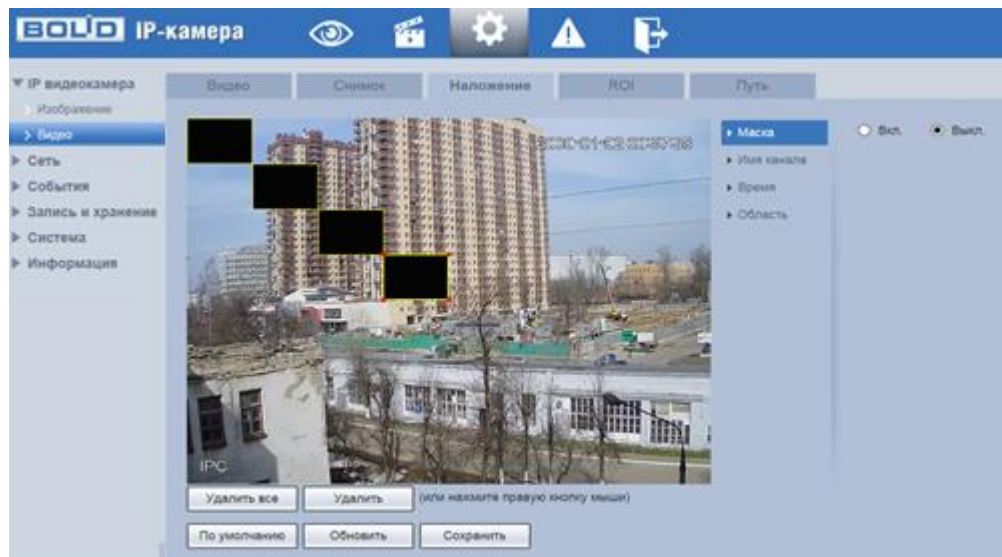 BOLID IP-камера
IP видеокамера
Изображение
Видео
Сеть
События
Запись и хранение
Система
Информация
Видео
Снимок
Наложение
ROI
Путь
IPC
Маска
Имя канала
Время
Область
Вкл.
Выкл.
Удалить все
Удалить
(или нажмите правую кнопку мыши)
По умолчанию
Обновить
Сохранить